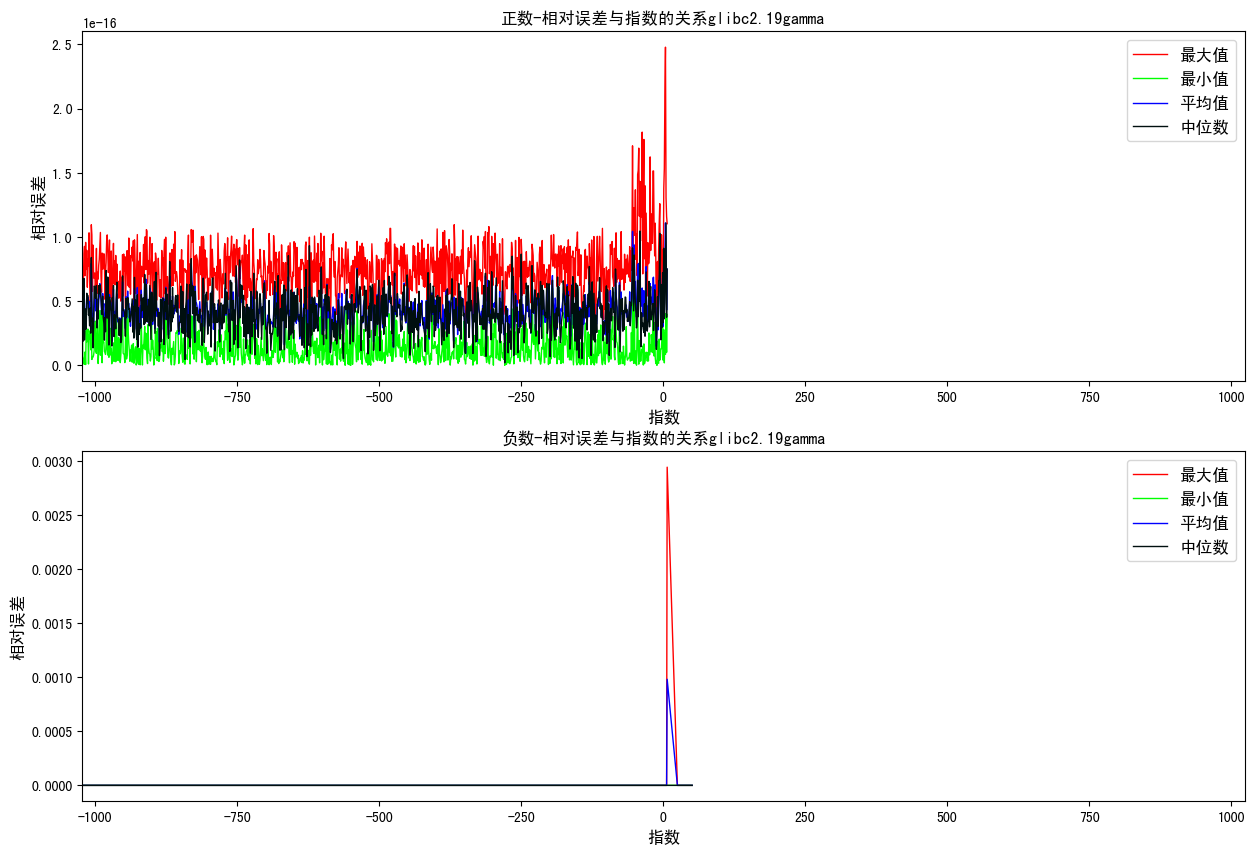 正数-相对误差与指数的关系glibc2.19gamma
1e-16
2.5
2.0
1.5
1.0
0.5
0.0
相对误差
最大值
最小值
平均值
中位数
-1000 -750 -500 -250 0 250 500 750 1000
指数
负数-相对误差与指数的关系glibc2.19gamma
0.0030
0.0025
0.0020
0.0015
0.0010
0.0005
0.0000
相对误差
最大值
最小值
平均值
中位数
-1000 -750 -500 -250 0 250 500 750 1000
指数